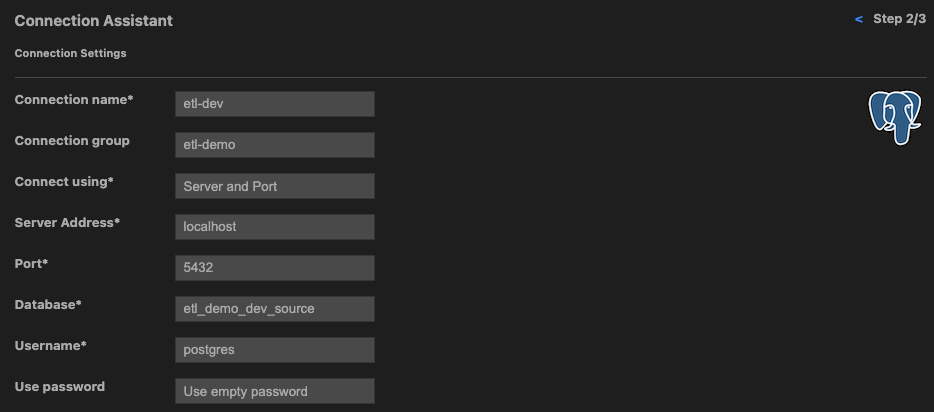 Connection Assistant
< Step 2/3
Connection Settings
Connection name* etl-dev
Connection group etl-demo
Connect using* Server and Port
Server Address* localhost
Port* 5432
Database* etl_demo_dev_source
Username* postgres
Use password Use empty password